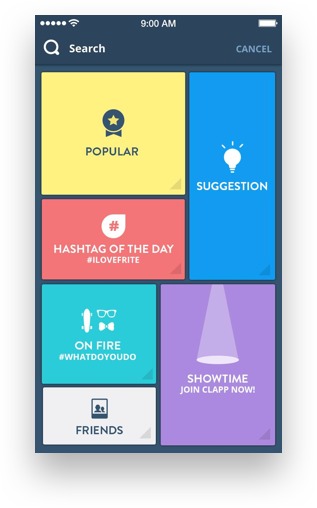 9:00 AM
Search
CANCEL
POPULAR
SUGGESTION
#
HASHTAG OF THE DAY
#ILOVEFRITE
ON FIRE
#WHATDOYOUDO
SHOWTIME
JOIN CLAPP NOW!
FRIENDS